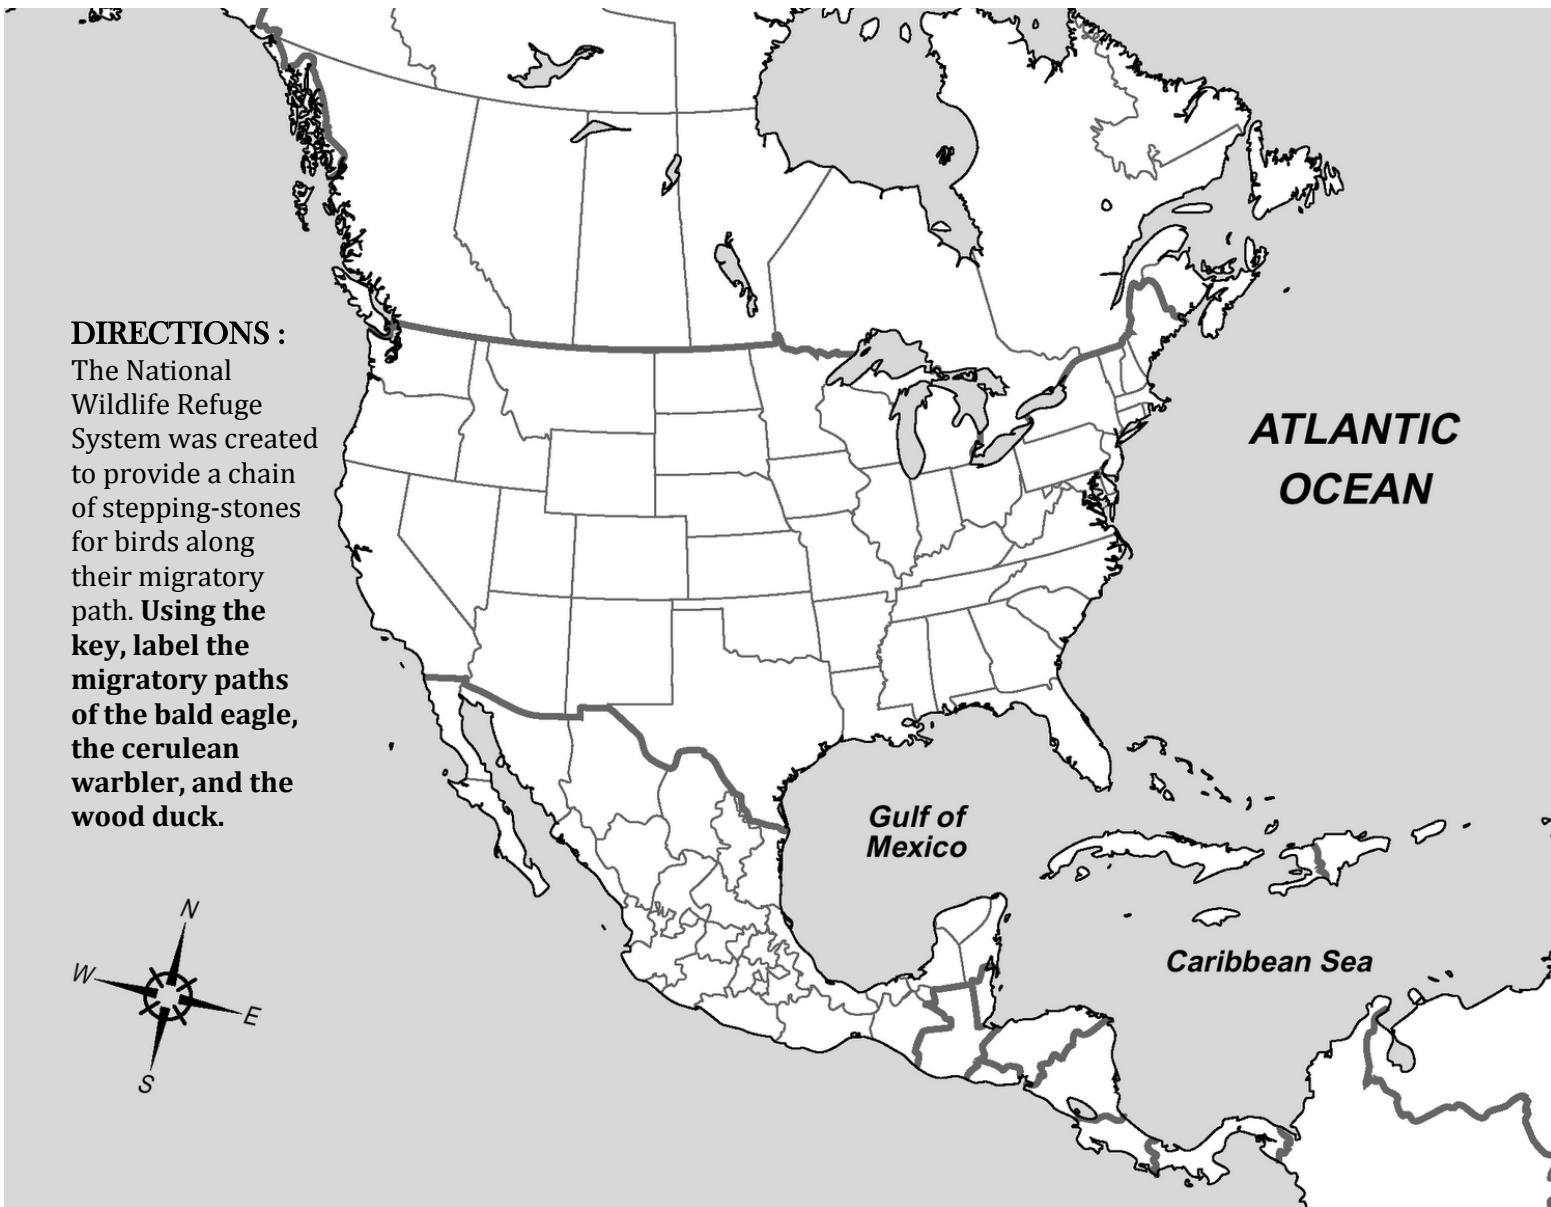 DIRECTIONS :
The National
Wildlife Refuge
System was created
to provide a chain
of stepping-stones
for birds along
their migratory
path. Using the
key, label the
migratory paths
of the bald eagle,
the cerulean
warbler, and the
wood duck.
ATLANTIC
OCEAN
Gulf of
Mexico
Caribbean Sea
N
W
E
S